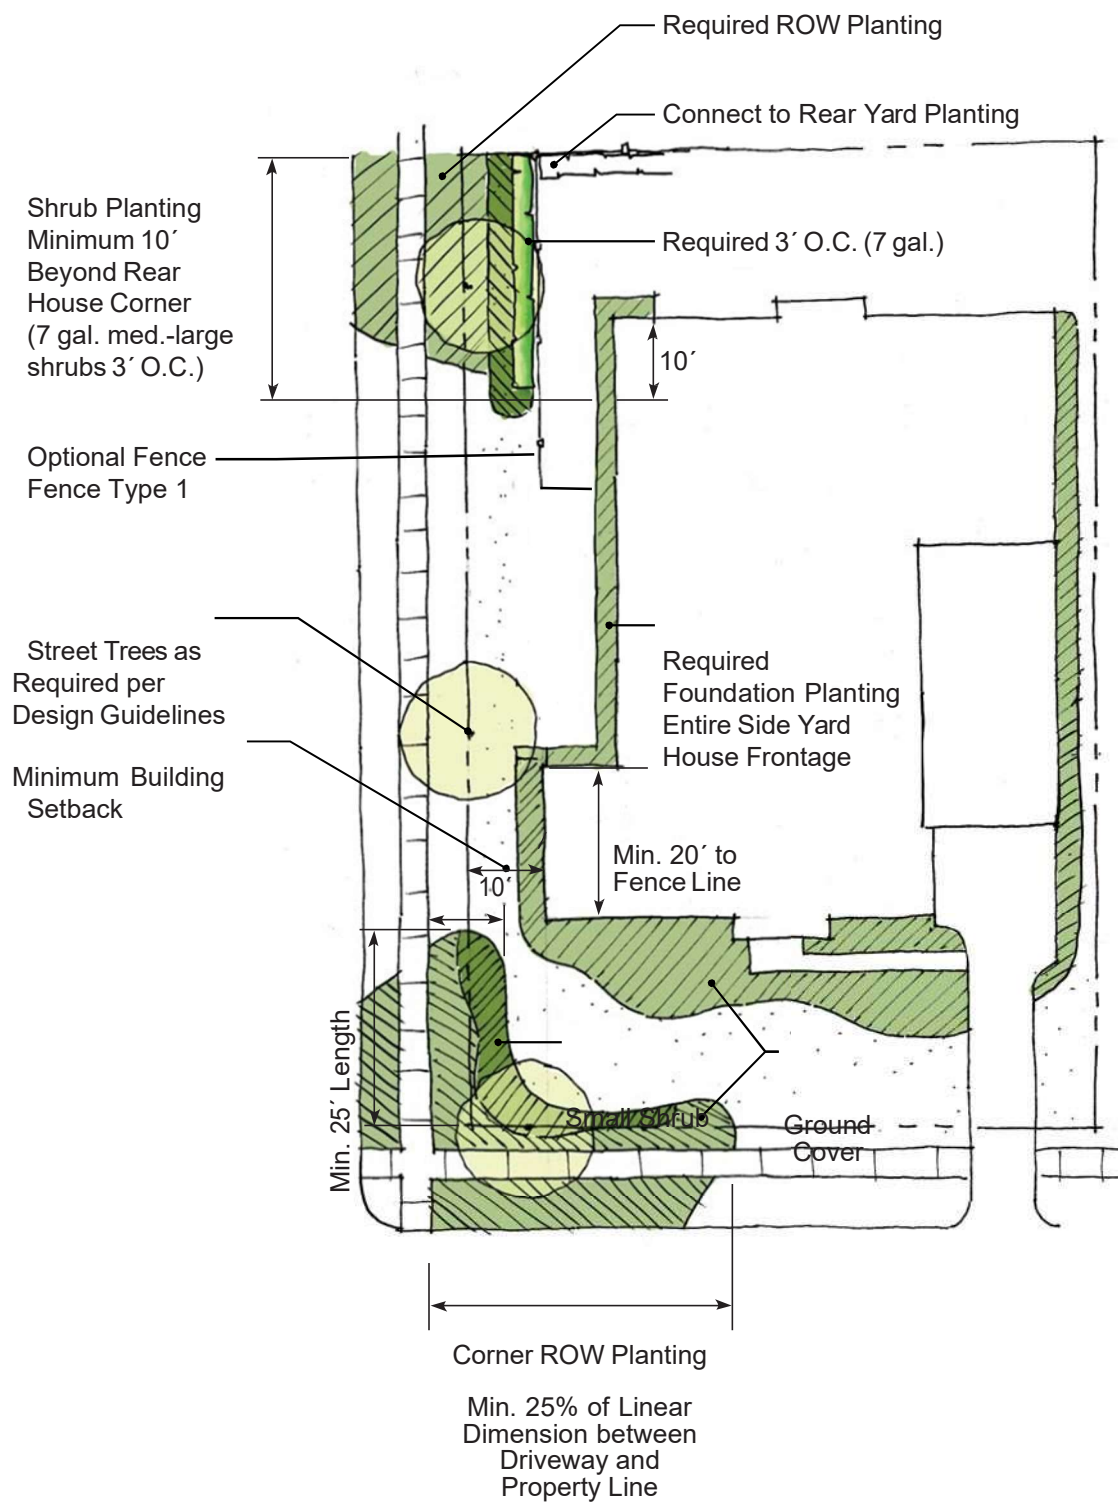 Required ROW Planting
Connect to Rear Yard Planting
Shrub Planting
Minimum 10´
Beyond Rear
House Corner
(7 gal. med.-large
shrubs 3´ O.C.)
Required 3´ O.C. (7 gal.)
10´
Optional Fence
Fence Type 1
Street Trees as
Required per
Design Guidelines
Required
Foundation Planting
Entire Side Yard
House Frontage
Minimum Building
Setback
Min. 20´ to
Fence Line
10´
Min. 25´ Length
Small Shrub
Ground
Cover
Corner ROW Planting
Min. 25% of Linear
Dimension between
Driveway and
Property Line